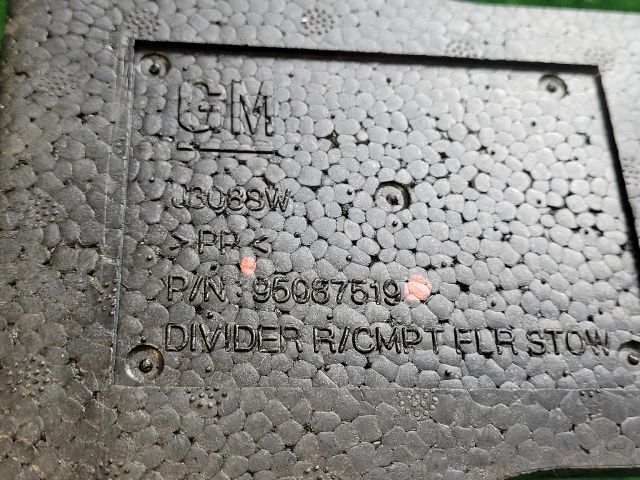 GM
J3088W
>PP<
P/N : 95087519
DIVIDER R/CMPT FLR STOW